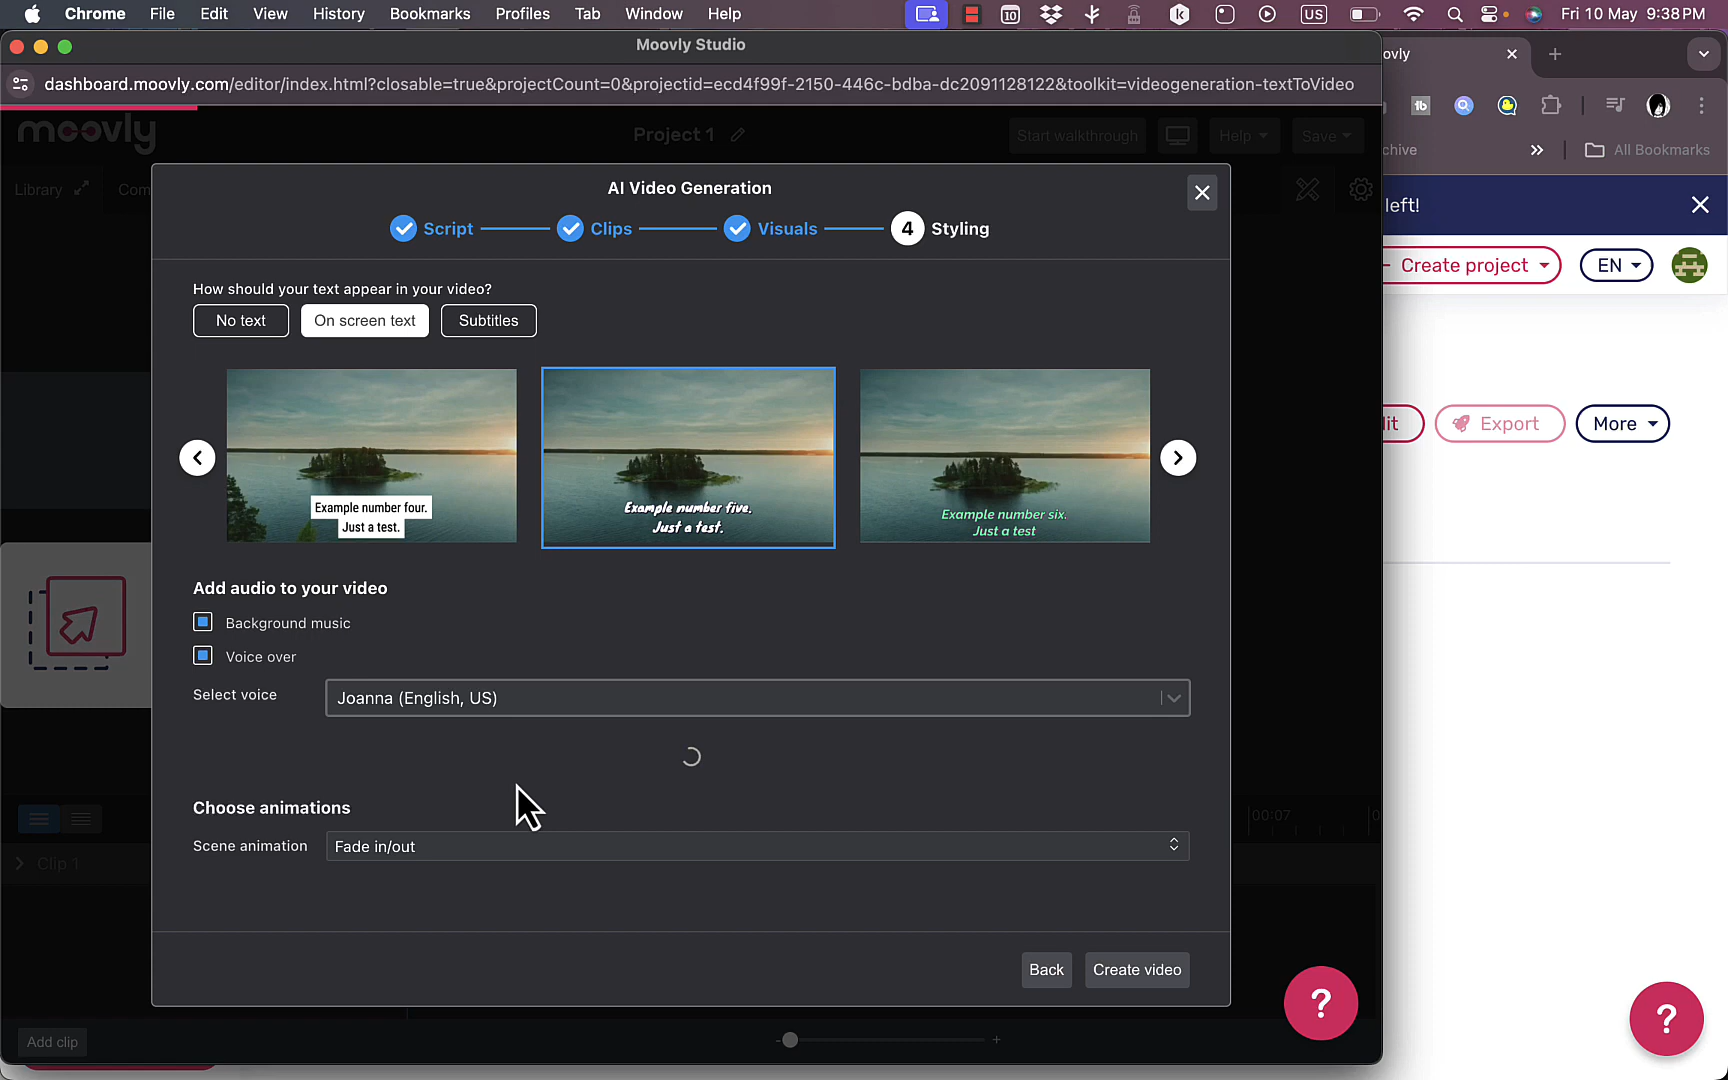 Chrome File Edit View History Bookmarks Profiles Tab Window Help
10 US Fri 10 May 9:38 PM
Moovly Studio
ovly
dashboard.moovly.com/editor/index.html?closable=true&projectCount=0&projectid=ecd4f99f-2150-446c-bdba-dc2091128122&toolkit=videogeneration-textToVideo
tb
moovly
Project 1
Start walkthrough
Help
Save
chive
All Bookmarks
Library
Com
AI Video Generation
Script
Clips
Visuals
4 Styling
left!
Create project
EN
How should your text appear in your video?
No text
On screen text
Subtitles
Example number four.
Just a test.
Example number five.
Just a test.
Example number six.
Just a test
lit
Export
More
Add audio to your video
Background music
Voice over
Select voice
Joanna (English, US)
Choose animations
Scene animation
Fade in/out
00:07
0
Clip 1
Back
Create video
?
?
Add clip
- +